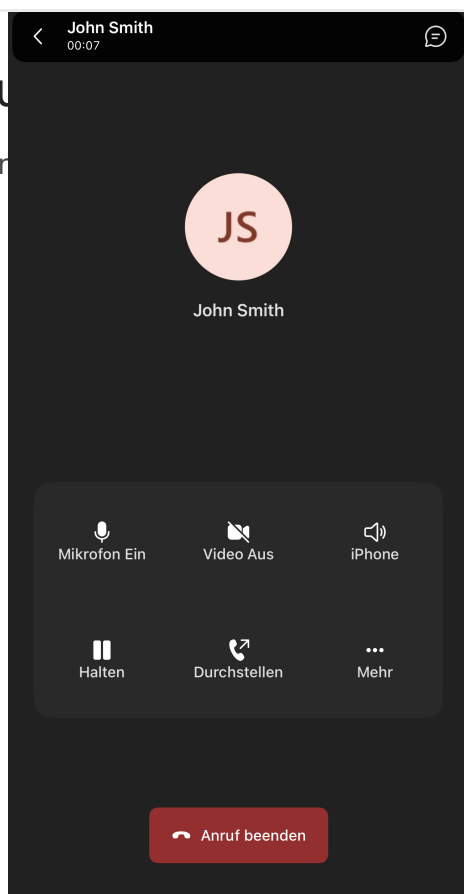 John Smith
00:07
JS
John Smith
Mikrofon Ein
Video Aus
iPhone
Halten
Durchstellen
Mehr
Anruf beenden